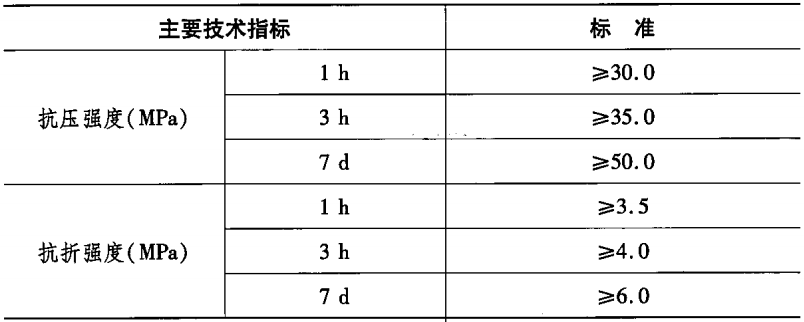 主要技术指标 标 准
抗压强度(MPa) 1 h ≥30.0
3 h ≥35.0
7 d ≥50.0
抗折强度(MPa) 1 h ≥3.5
3 h ≥4.0
7 d ≥6.0